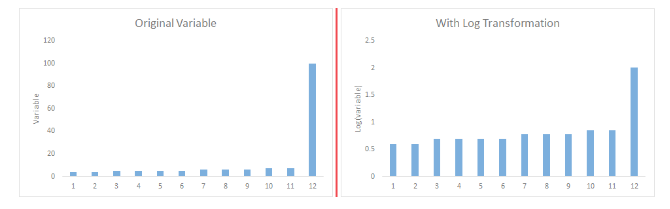 Original Variable
120
100
80
60
40
20
0
Variable
1 2 3 4 5 6 7 8 9 10 11 12
With Log Transformation
2.5
2
1.5
1
0.5
0
Log(variable)
1 2 3 4 5 6 7 8 9 10 11 12